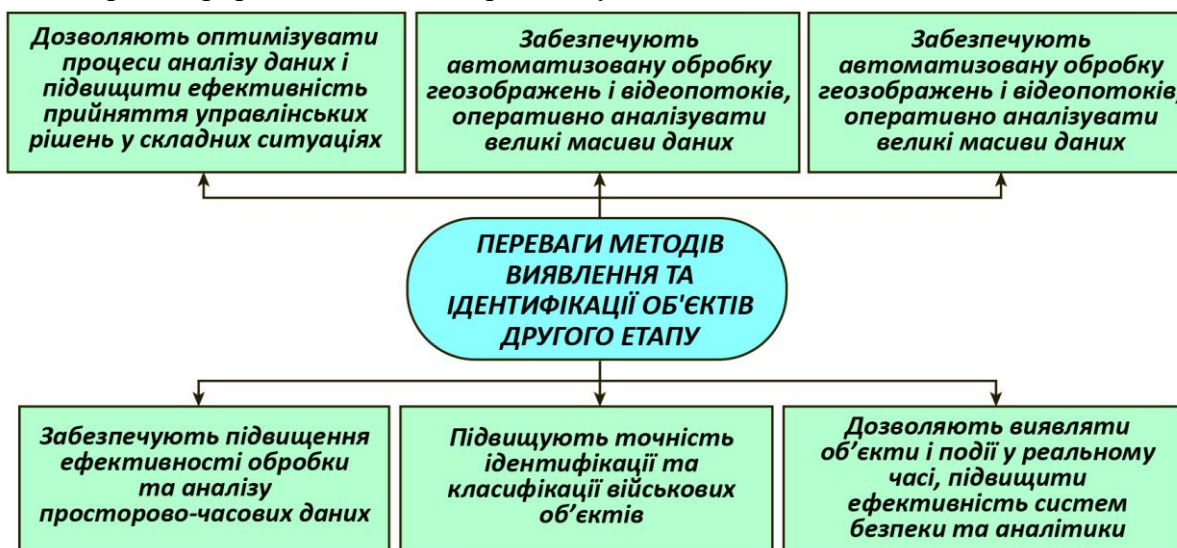 Дозволяють оптимізувати
процеси аналізу даних і
підвищити ефективність
прийняття управлінських
рішень у складних ситуаціях
Забезпечують
автоматизовану обробку
геозображень і відеопотоків,
оперативно аналізувати
великі масиви даних
Забезпечують
автоматизовану обробку
геозображень і відеопотоків,
оперативно аналізувати
великі масиви даних
ПЕРЕВАГИ МЕТОДІВ
ВИЯВЛЕННЯ ТА
ІДЕНТИФІКАЦІЇ ОБ'ЄКТІВ
ДРУГОГО ЕТАПУ
Забезпечують підвищення
ефективності обробки
та аналізу
просторово-часових даних
Підвищують точність
ідентифікації та
класифікації військових
об’єктів
Дозволяють виявляти
об’єкти і події у реальному
часі, підвищити
ефективність систем
безпеки та аналітики